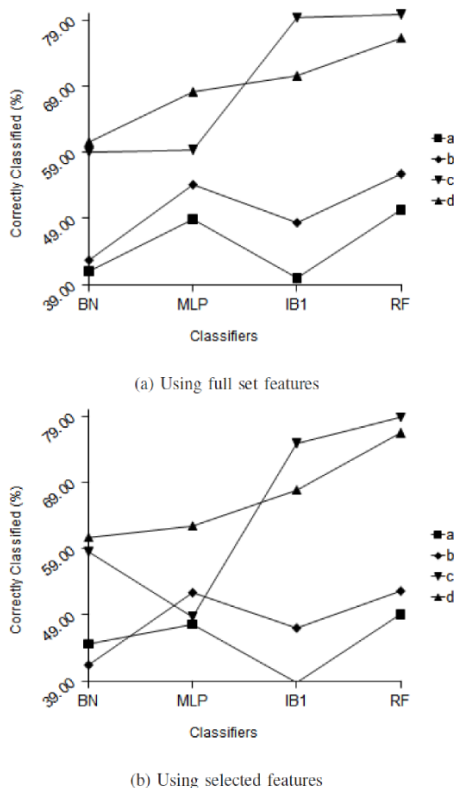 79.00
69.00
59.00
49.00
39.00
Correctly Classified (%)
BN MLP IB1 RF
Classifiers
a
b
c
d
(a) Using full set features
79.00
69.00
59.00
49.00
39.00
Correctly Classified (%)
BN MLP IB1 RF
Classifiers
a
b
c
d
(b) Using selected features